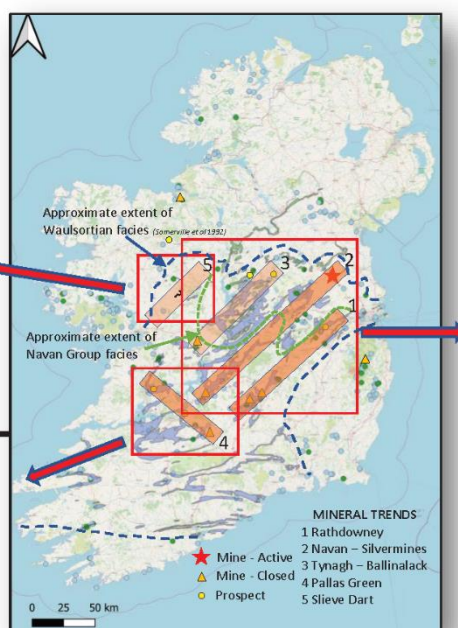 Approximate extent of
Waulsortian facies (Somerville et al 1992)
5
3
2
1
Approximate extent of
Navan Group facies
4
MINERAL TRENDS
1 Rathdowney
2 Navan – Silvermines
3 Tynagh – Ballinalack
4 Pallas Green
5 Slieve Dart
Mine - Active
Mine - Closed
Prospect
0 25 50 km